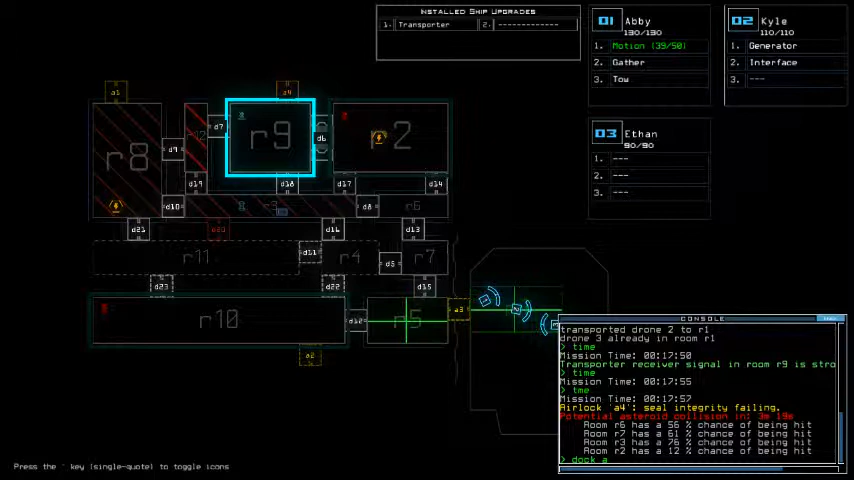 INSTALLED SHIP UPGRADES
1. Transporter 2. --------------
01 Abby
130/130
1. Motion (39/50)
2. Gather
3. Tow
02 Kyle
110/110
1. Generator
2. Interface
3. ---
03 Ethan
90/90
1. ---
2. ---
3. ---
a1
a4
r8
d7
r9
d6
r2
d9
d19
d18
d17
d14
d10
d8
r6
d21
d20
d16
d13
r11
d11
r4
d5
r7
d23
d22
d15
r10
d12
r5
a3
a2
CONSOLE
transported drone 2 to r1
drone 3 already in room r1
> time
Mission Time: 00:17:50
Transporter receiver signal in room r9 is stro
> time
Mission Time: 00:17:55
> tme
Mission Time: 00:17:57
Airlock 'a4': seal integrity failing.
Potential asteroid collision in: 3m 19s
Room r6 has a 56 % chance of being hit
Room r7 has a 61 % chance of being hit
Room r3 has a 76 % chance of being hit
Room r2 has a 12 % chance of being hit
> dock a
Press the ' key (single-quote) to toggle icons